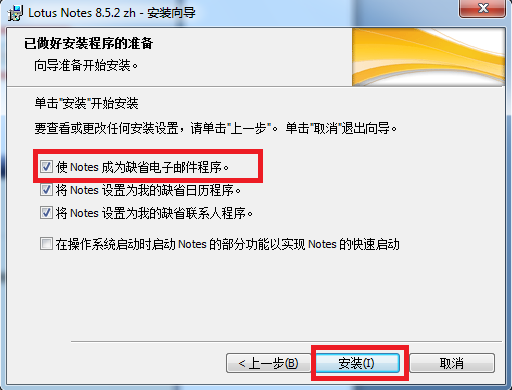 Lotus Notes 8.5.2 zh - 安装向导
已做好安装程序的准备
向导准备开始安装。
单击"安装"开始安装
要查看或更改任何安装设置，请单击"上一步"。 单击"取消"退出向导。
使 Notes 成为缺省电子邮件程序。
将 Notes 设置为我的缺省日历程序。
将 Notes 设置为我的缺省联系人程序。
在操作系统启动时启动 Notes 的部分功能以实现 Notes 的快速启动
< 上一步(B) 安装(I) 取消